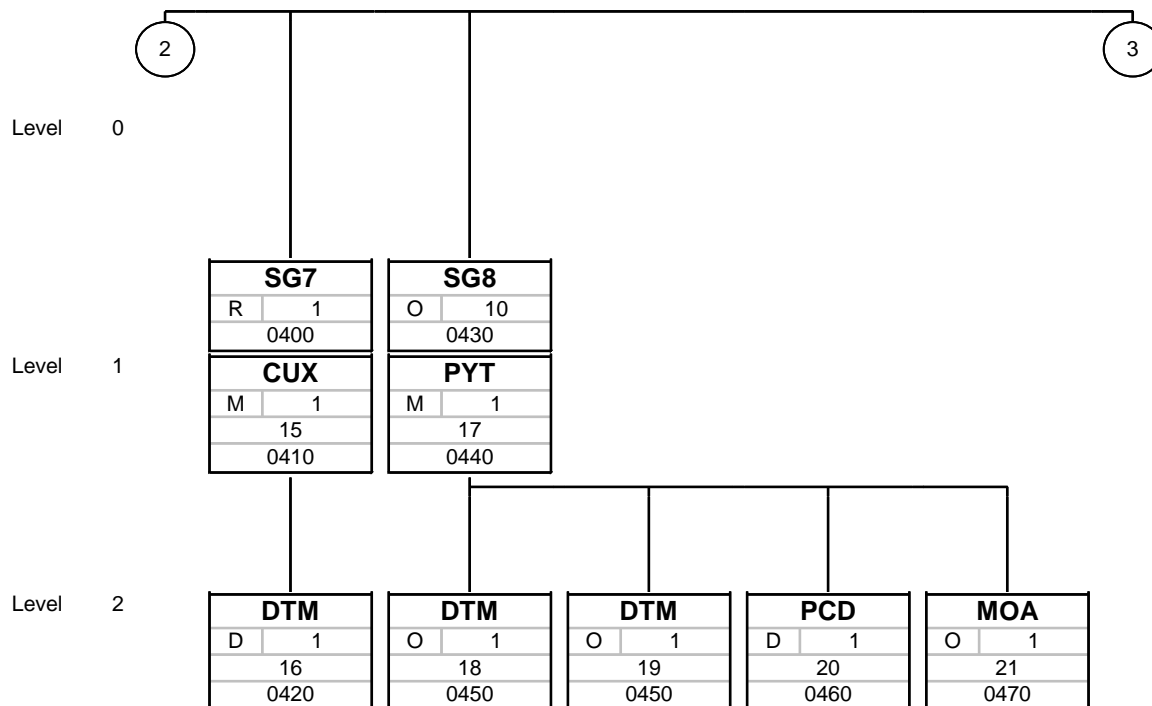 2 3
Level 0
SG7 SG8
R 1 O 10
0400 0430
Level 1
CUX PYT
M 1 M 1
15 17
0410 0440
Level 2
DTM DTM DTM PCD MOA
D 1 O 1 O 1 D 1 O 1
16 18 19 20 21
0420 0450 0450 0460 0470